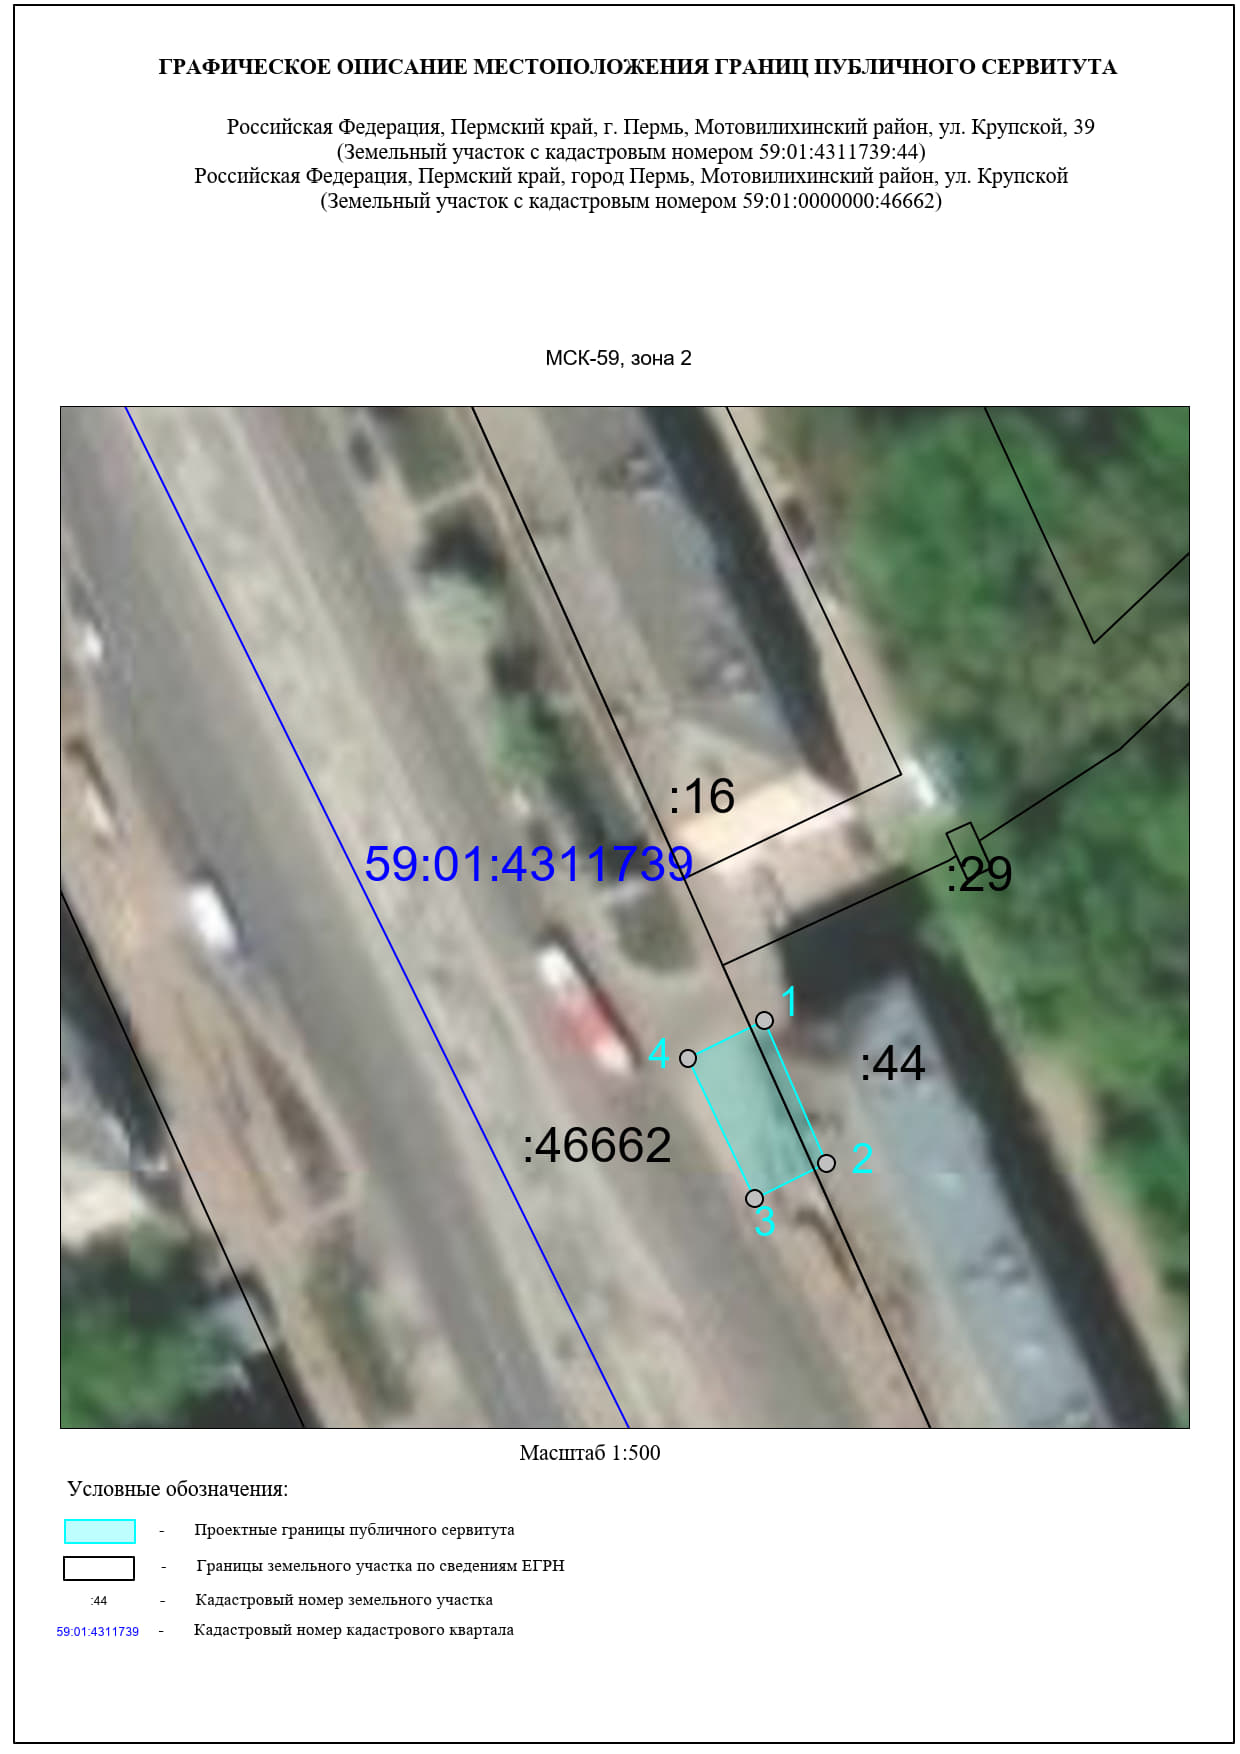 ГРАФИЧЕСКОЕ ОПИСАНИЕ МЕСТОПОЛОЖЕНИЯ ГРАНИЦ ПУБЛИЧНОГО СЕРВИТУТА
Российская Федерация, Пермский край, г. Пермь, Мотовилихинский район, ул. Крупской, 39
(Земельный участок с кадастровым номером 59:01:4311739:44)
Российская Федерация, Пермский край, город Пермь, Мотовилихинский район, ул. Крупской
(Земельный участок с кадастровым номером 59:01:0000000:46662)
МСК-59, зона 2
:16
59:01:4311739
:29
1
4
:44
:46662
2
3
Масштаб 1:500
Условные обозначения:
- Проектные границы публичного сервитута
- Границы земельного участка по сведениям ЕГРН
:44 - Кадастровый номер земельного участка
59:01:4311739 - Кадастровый номер кадастрового квартала